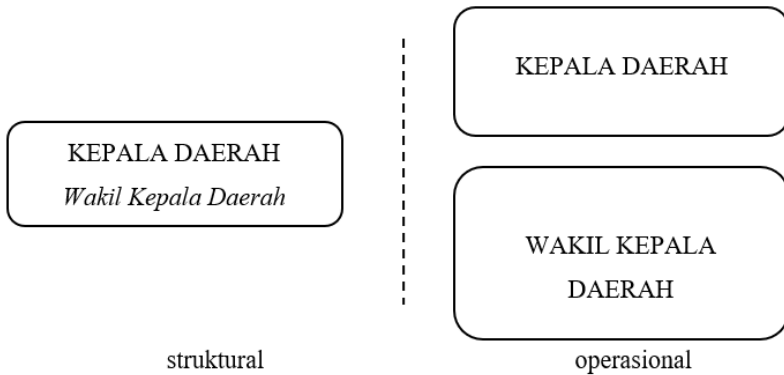 KEPALA DAERAH
Wakil Kepala Daerah
struktural
KEPALA DAERAH
WAKIL KEPALA
DAERAH
operasional